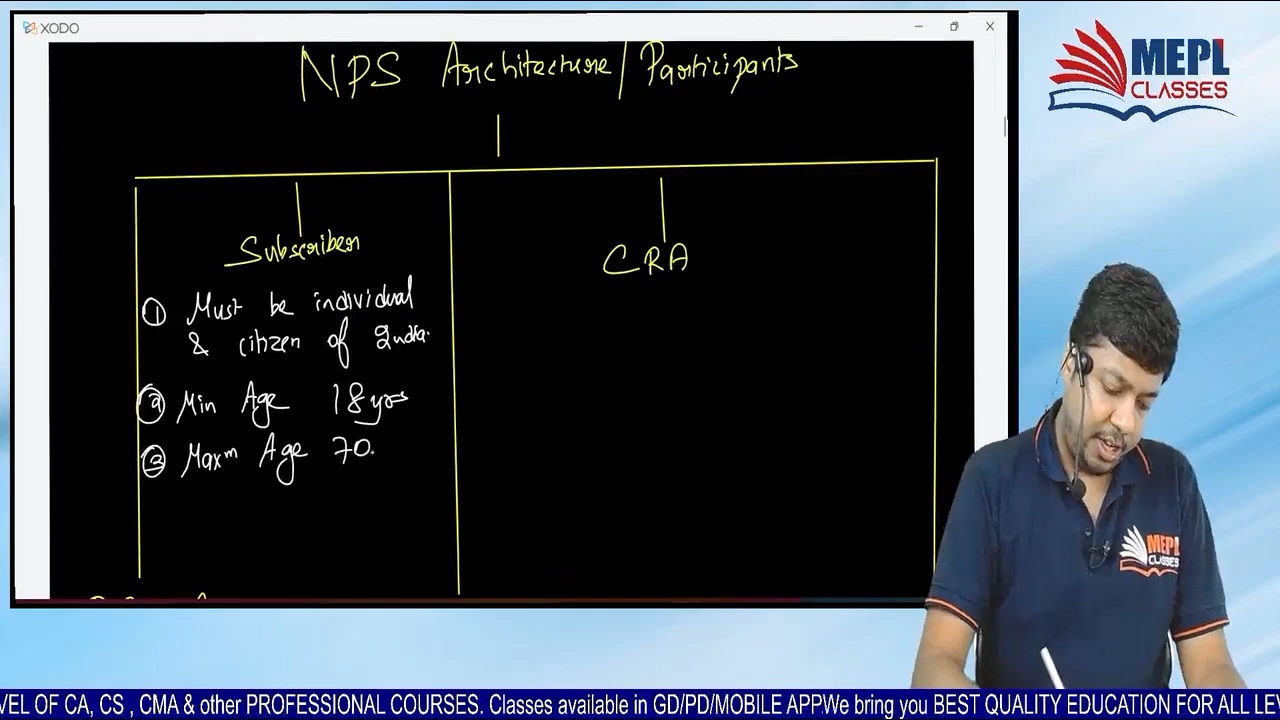 XODO
NPS Architecture/Participants
MEPL
CLASSES
Subscriber
CRA
① Must be individual
& citizen of India.
② Min Age 18 yrs
③ Maxm Age 70.
MEPL
CLASSES
VEL OF CA, CS , CMA & other PROFESSIONAL COURSES. Classes available in GD/PD/MOBILE APPWe bring you BEST QUALITY EDUCATION FOR ALL LEV